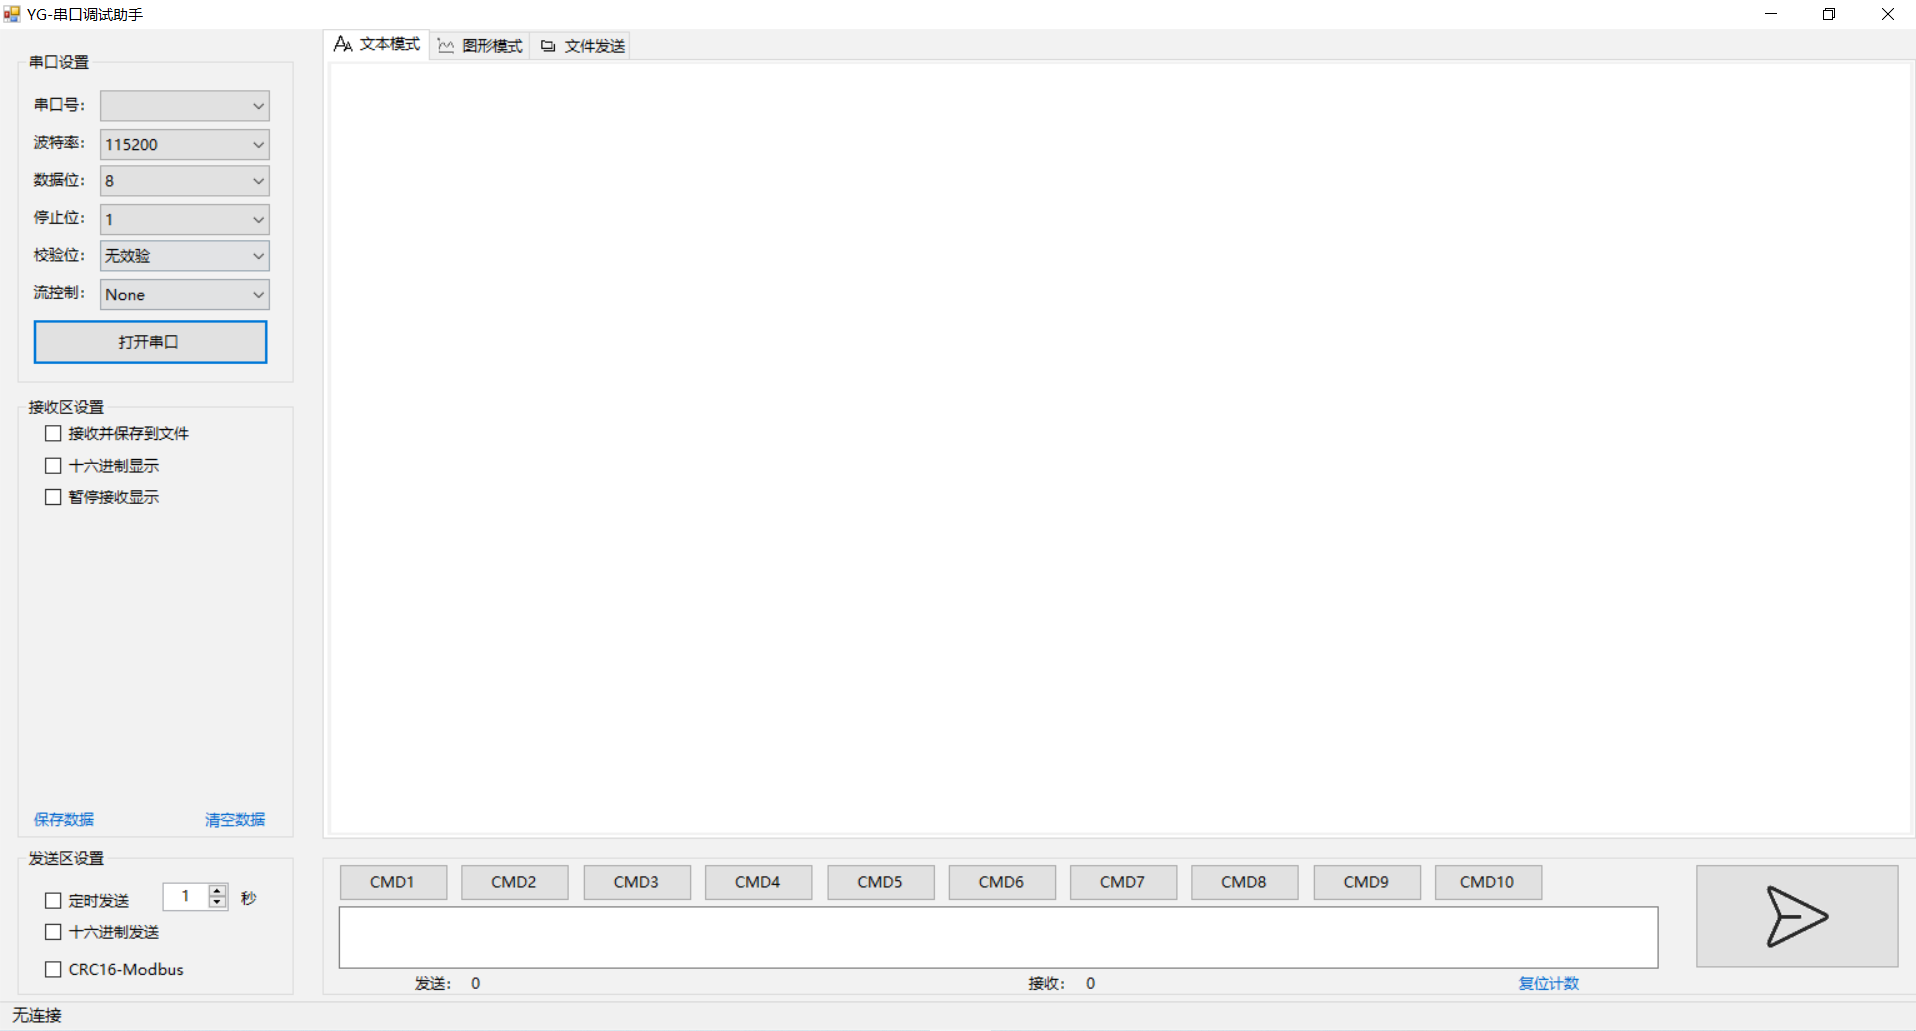 YG-串口调试助手
文本模式 图形模式 文件发送
串口设置
串口号：
波特率： 115200
数据位： 8
停止位： 1
校验位： 无效验
流控制： None
打开串口
接收区设置
接收并保存到文件
十六进制显示
暂停接收显示
保存数据 清空数据
发送区设置
定时发送 1 秒
十六进制发送
CRC16-Modbus
CMD1 CMD2 CMD3 CMD4 CMD5 CMD6 CMD7 CMD8 CMD9 CMD10
发送： 0 接收： 0 复位计数
无连接